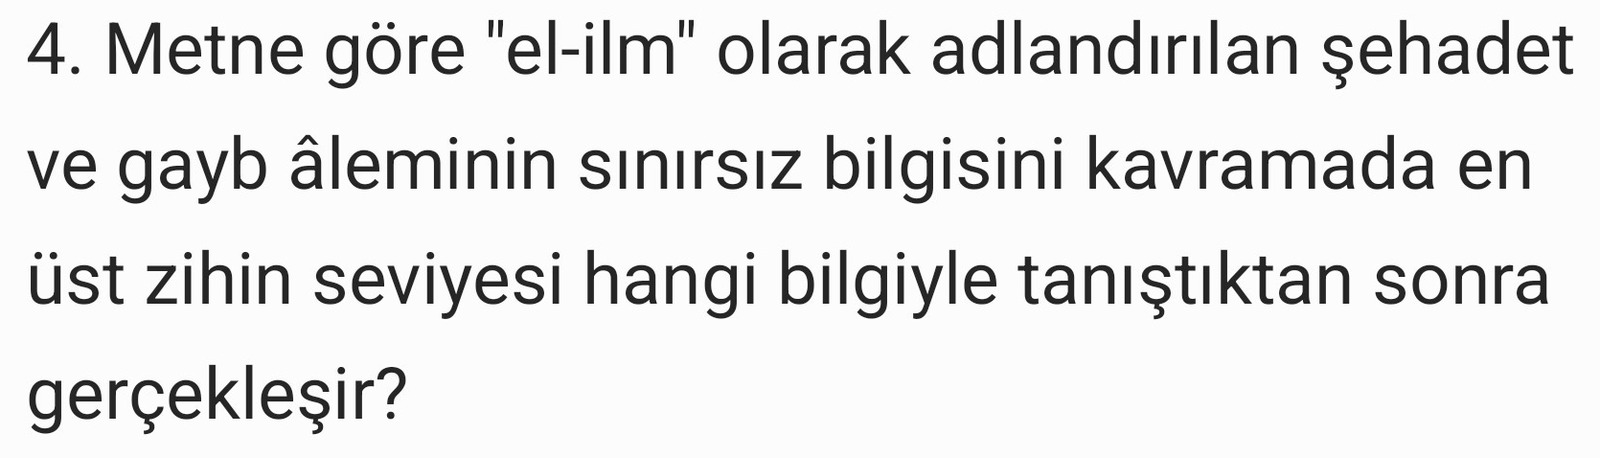 4. Metne göre "el-ilm" olarak adlandırılan şehadet
ve gayb âleminin sınırsız bilgisini kavramada en
üst zihin seviyesi hangi bilgiyle tanıştıktan sonra
gerçekleşir?